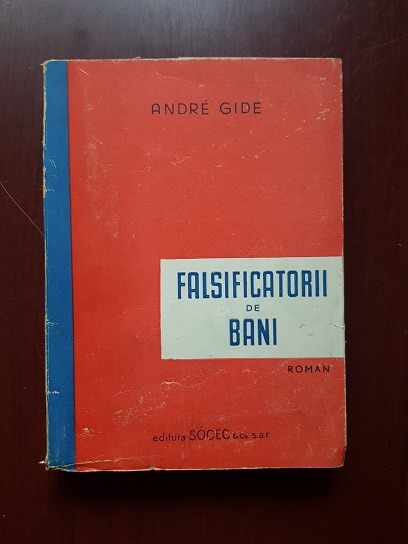 ANDRÉ GIDE
FALSIFICATORII
DE
BANI
ROMAN
editura SOCEC & Co. s.a.r.